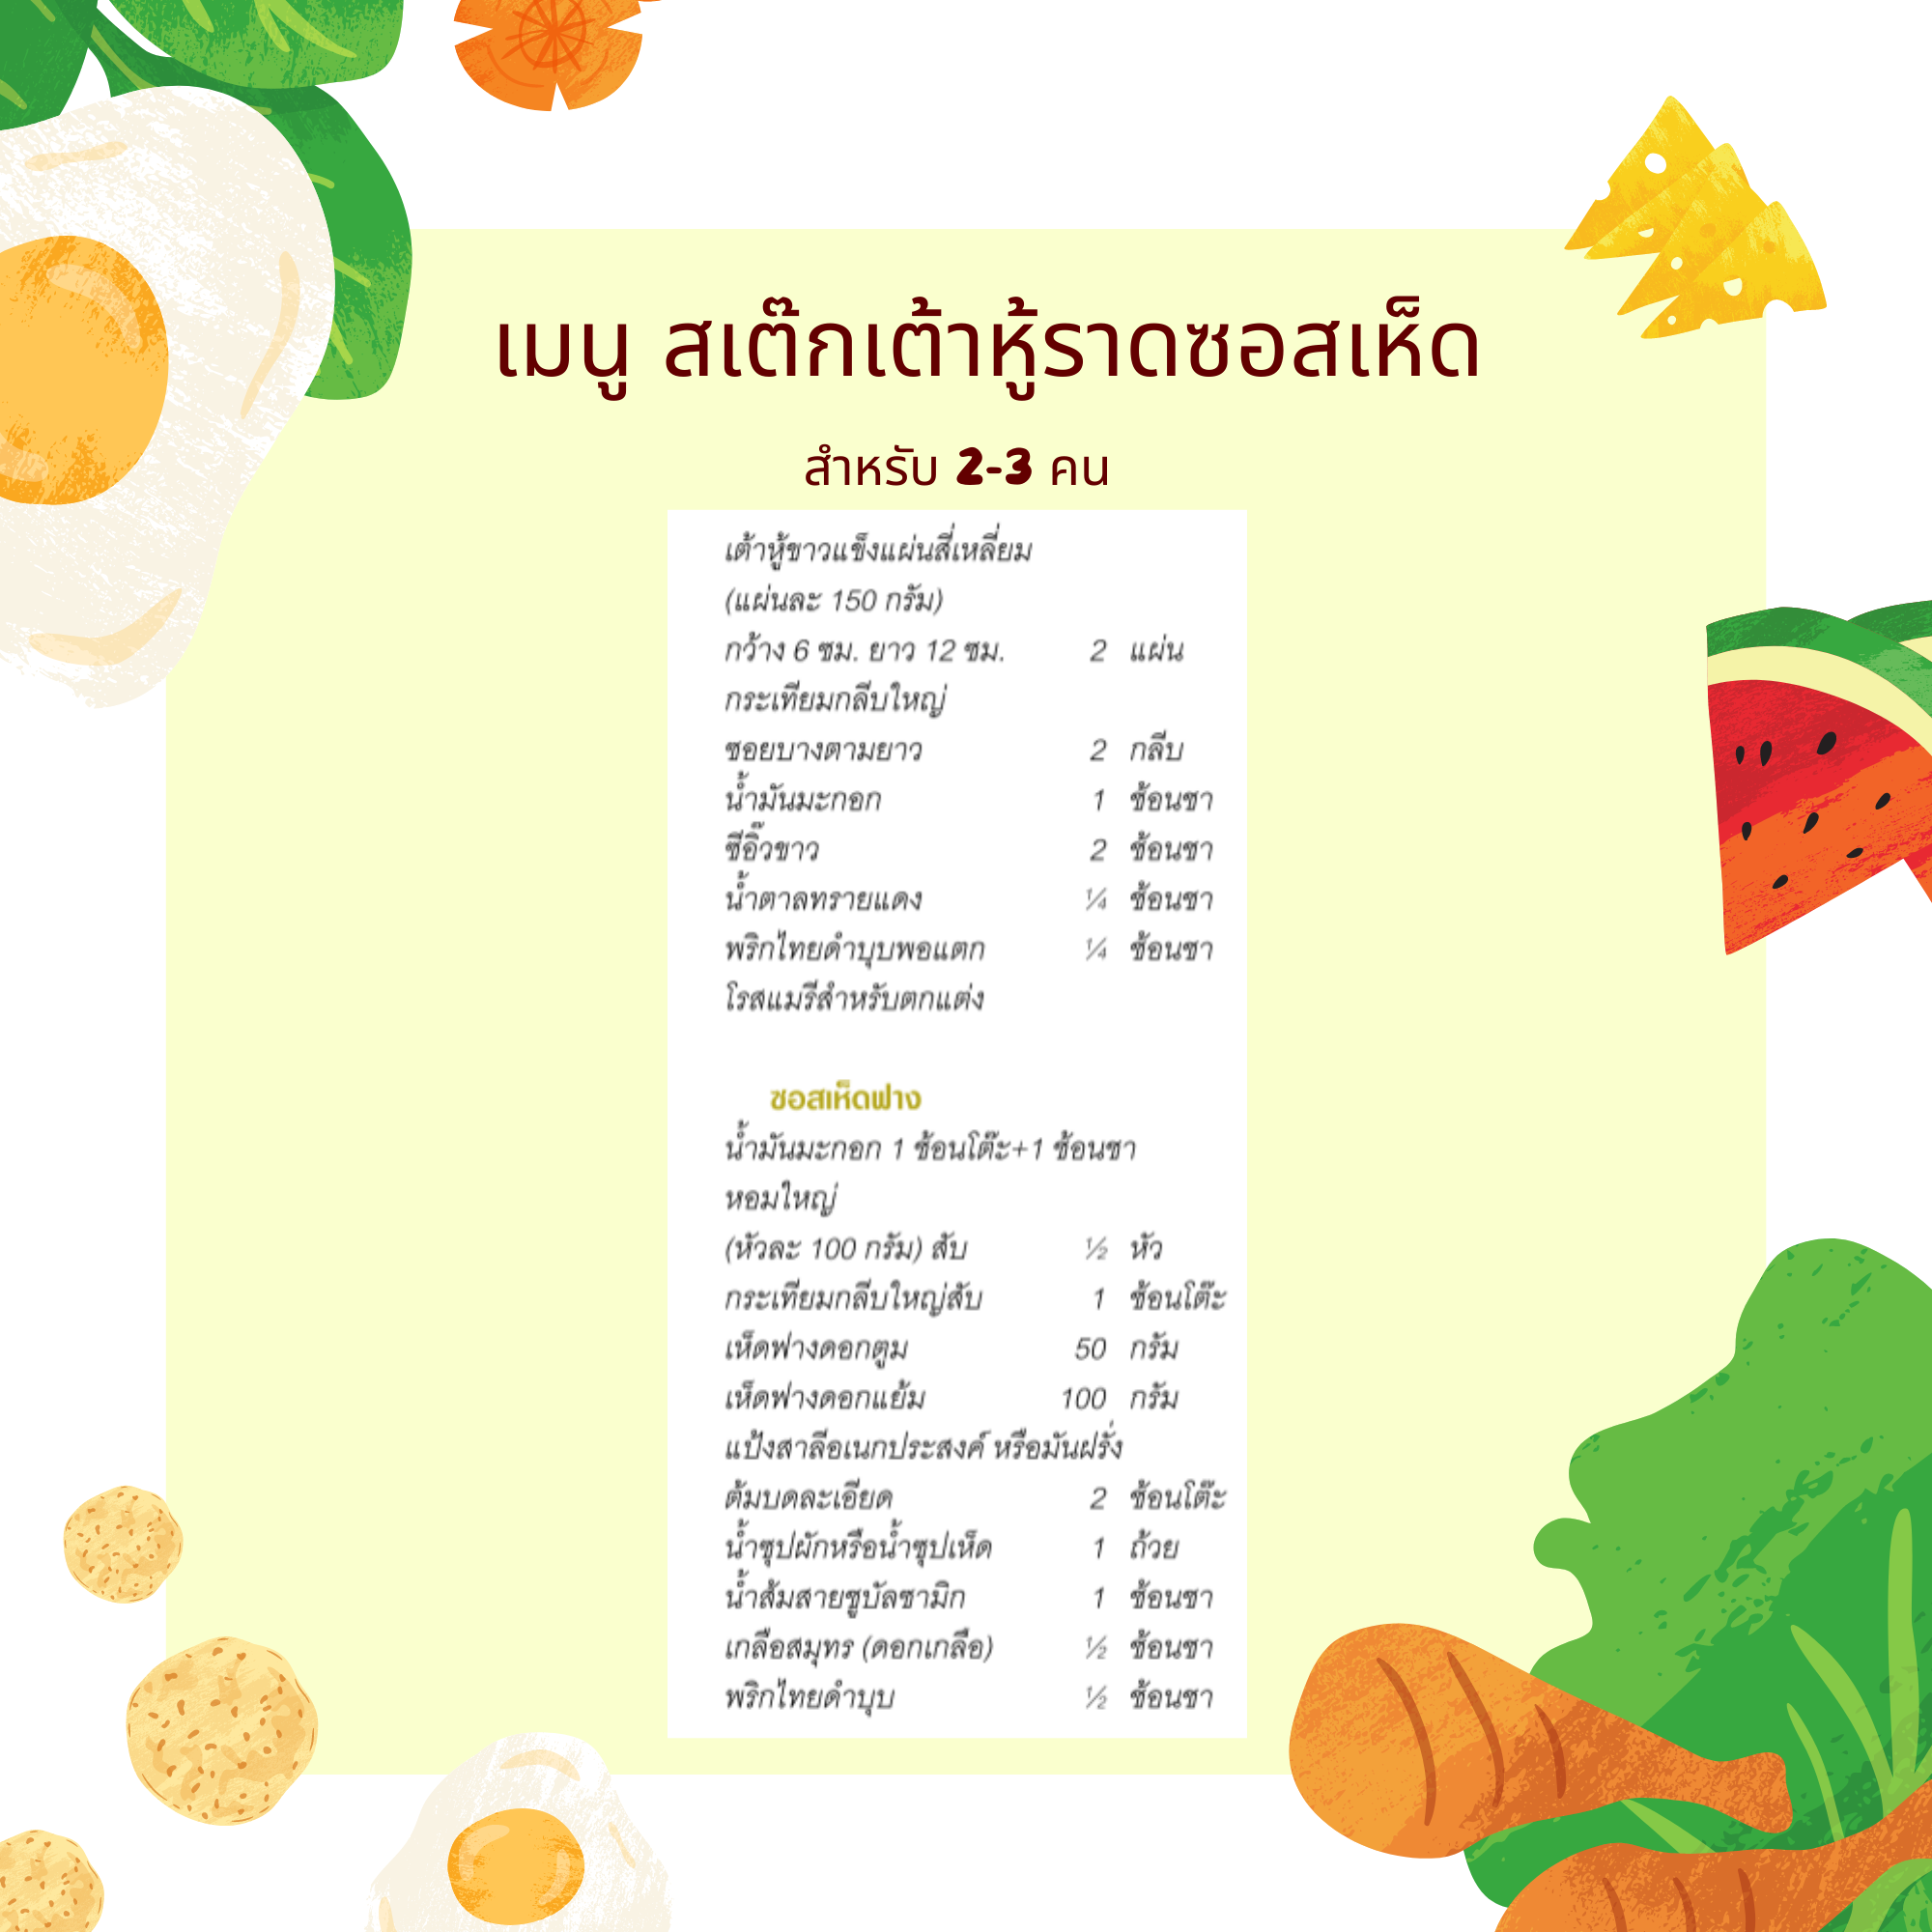 เมนู สเต๊กเต้าหู้ราดซอสเห็ด
สำหรับ 2-3 คน
เต้าหู้ขาวแข็งแผ่นสี่เหลี่ยม
(แผ่นละ 150 กรัม)
กว้าง 6 ซม. ยาว 12 ซม. 2 แผ่น
กระเทียมกลีบใหญ่
ซอยบางตามยาว 2 กลีบ
น้ำมันมะกอก 1 ช้อนชา
ซีอิ๊วขาว 2 ช้อนชา
น้ำตาลทรายแดง ¼ ช้อนชา
พริกไทยดำบุบพอแตก ¼ ช้อนชา
โรสแมรีสำหรับตกแต่ง
ซอสเห็ดฟาง
น้ำมันมะกอก 1 ช้อนโต๊ะ+1 ช้อนชา
หอมใหญ่
(หัวละ 100 กรัม) สับ ½ หัว
กระเทียมกลีบใหญ่สับ 1 ช้อนโต๊ะ
เห็ดฟางดอกตูม 50 กรัม
เห็ดฟางดอกแย้ม 100 กรัม
แป้งสาลีอเนกประสงค์ หรือมันฝรั่ง
ต้มบดละเอียด 2 ช้อนโต๊ะ
น้ำซุปผักหรือน้ำซุปเห็ด 1 ถ้วย
น้ำส้มสายชูบัลซามิก 1 ช้อนชา
เกลือสมุทร (ดอกเกลือ) ½ ช้อนชา
พริกไทยดำบุบ ½ ช้อนชา